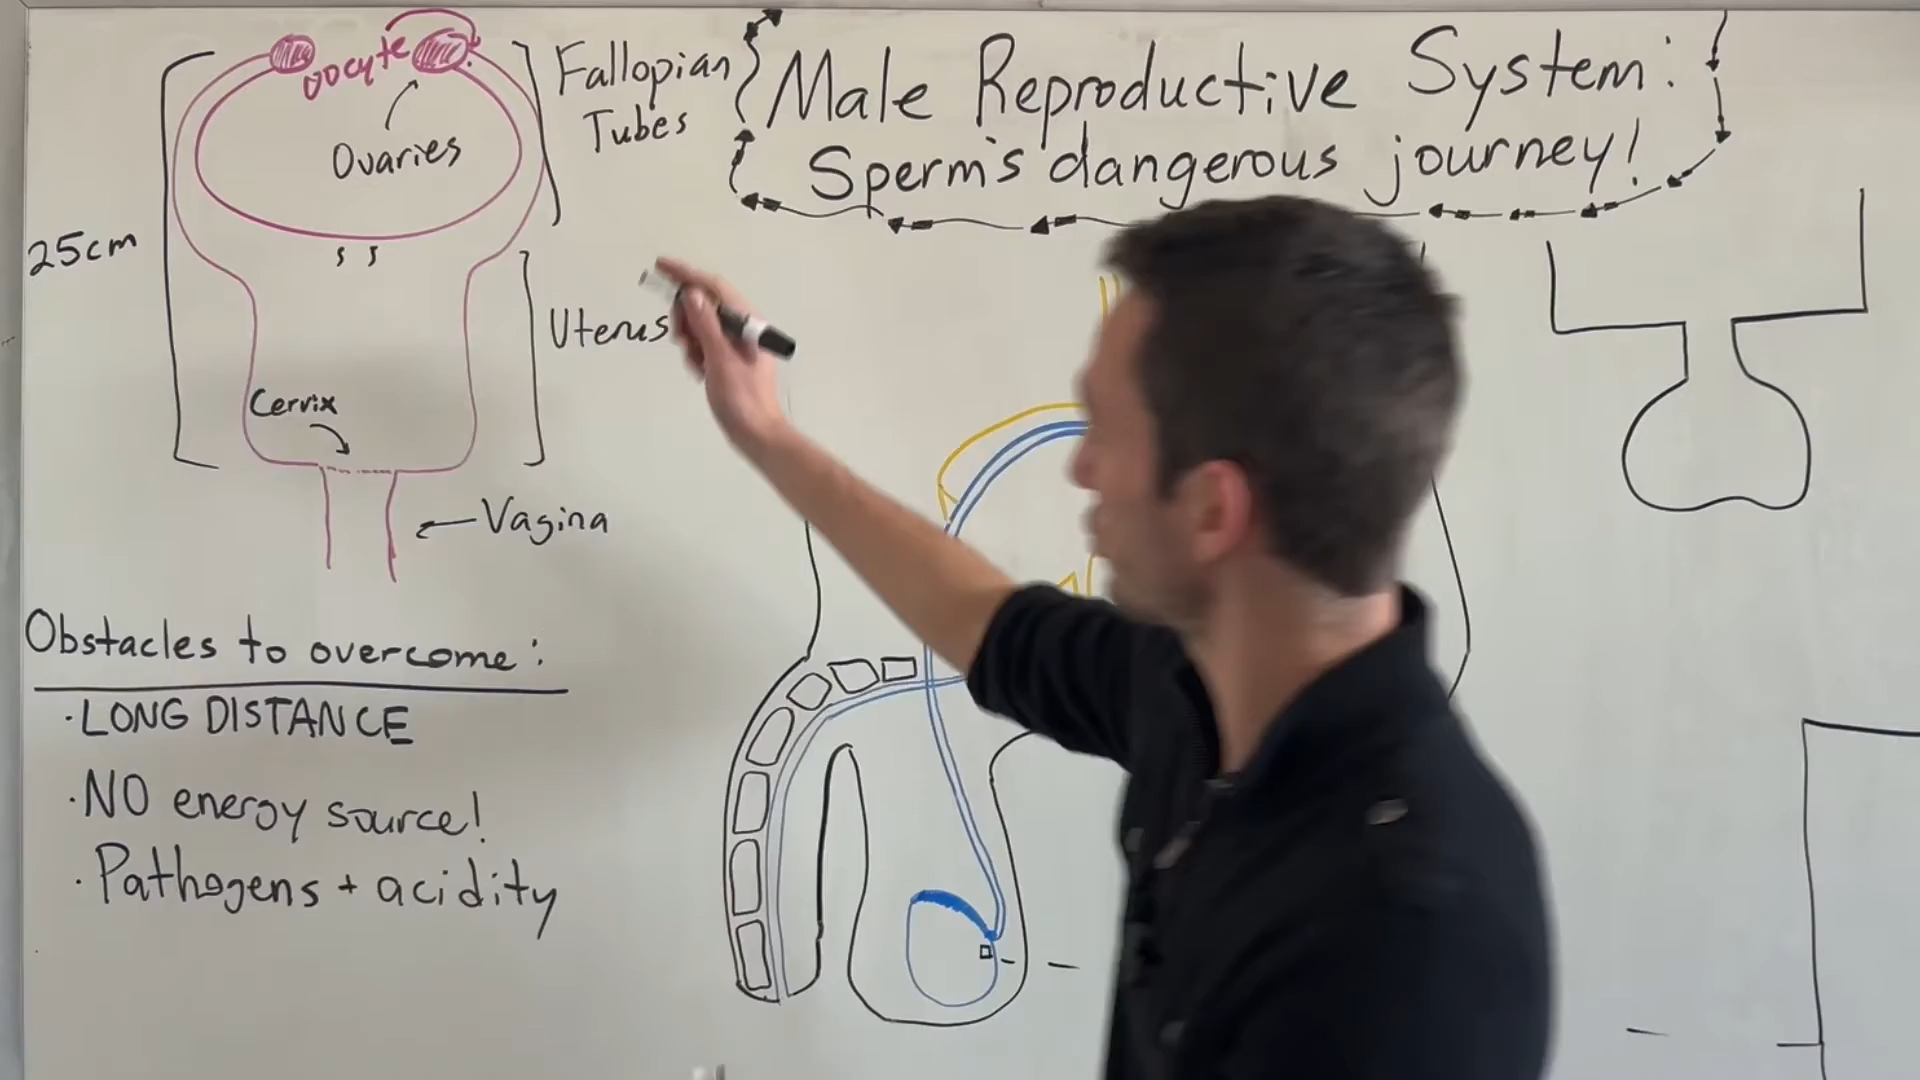 Male Reproductive System:
Sperm's dangerous journey!
oocyte
Ovaries
Fallopian
Tubes
25cm
Uterus
Cervix
Vagina
Obstacles to overcome:
· LONG DISTANCE
· NO energy source!
· Pathogens + acidity